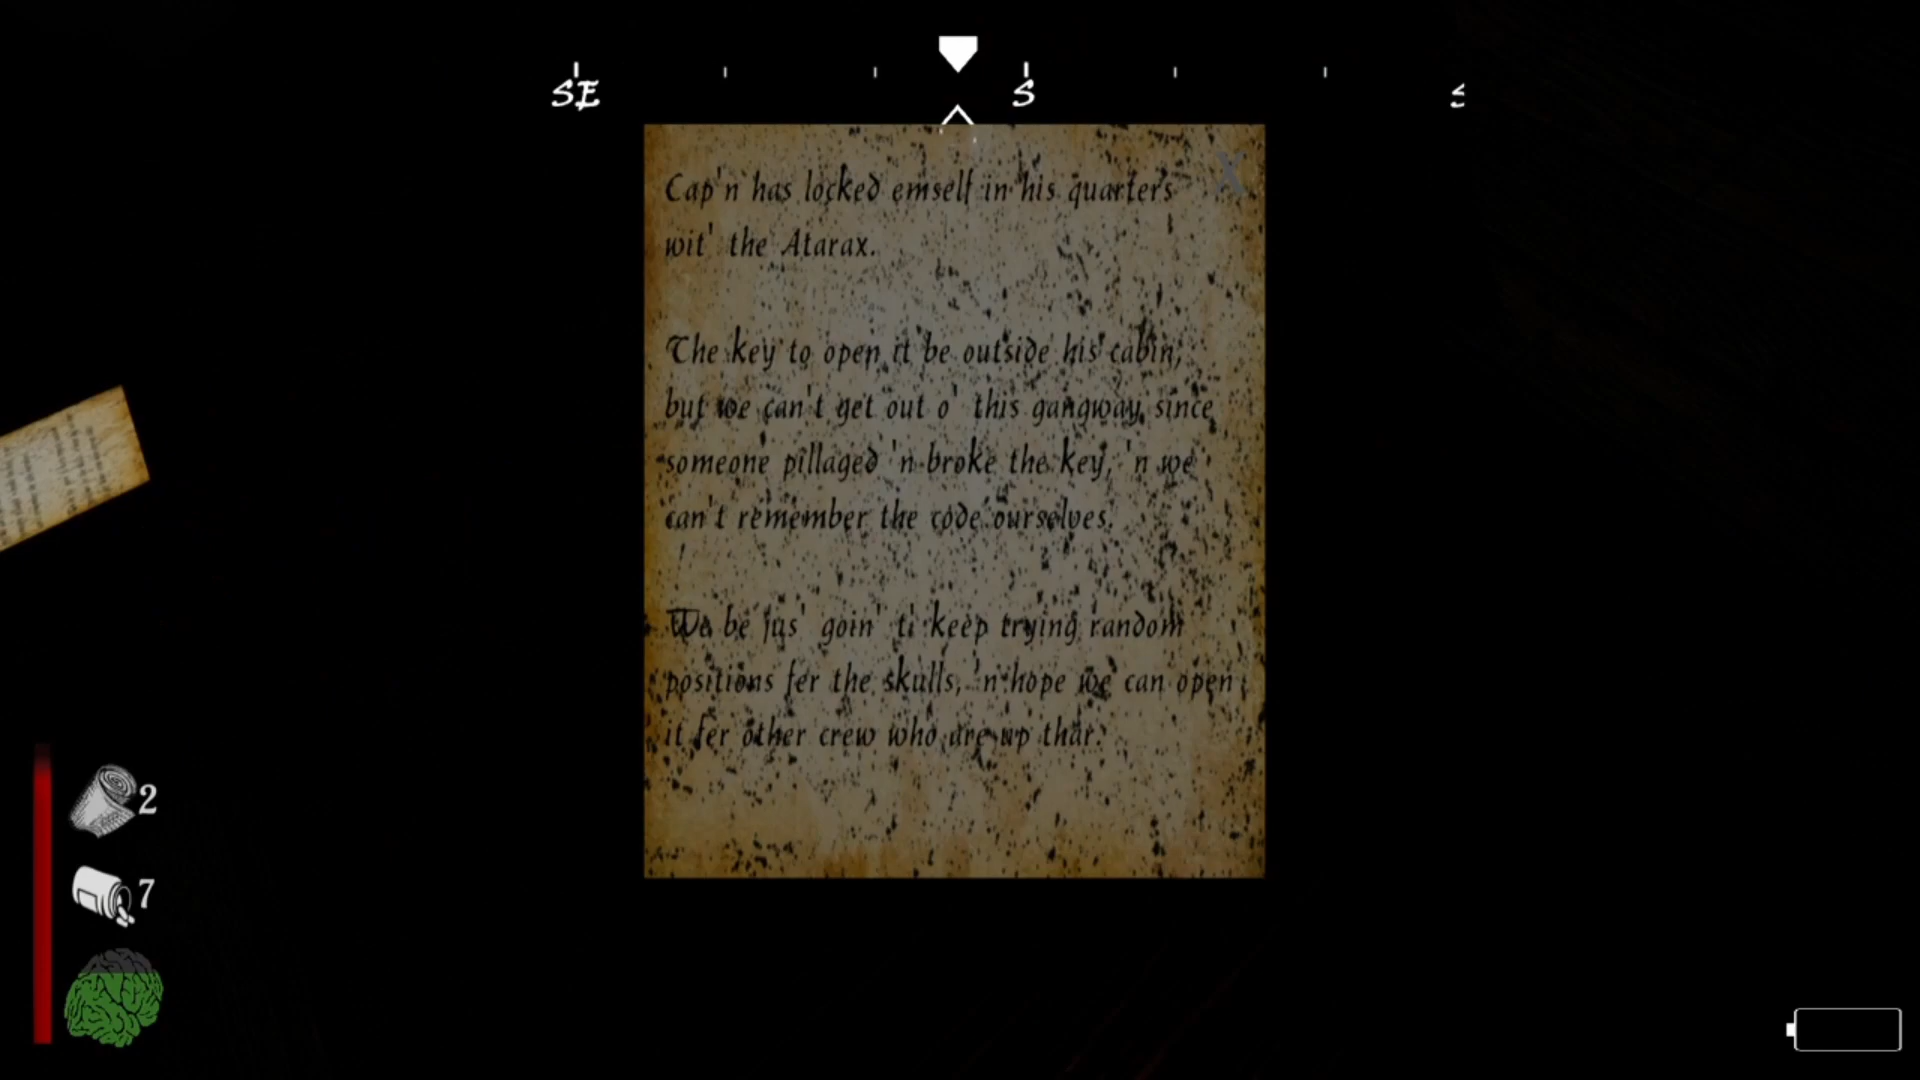 SE
S
X
Cap'n has locked emself in his quarters
wit' the Atarax.
The key to open it be outside his cabin,
but we can't get out o' this gangway, since
someone pillaged 'n broke the key, 'n we
can't remember the code ourselves.
We be jus' goin' t' keep trying random
positions fer the skulls, 'n hope we can open
it fer other crew who are up thar.
2
7